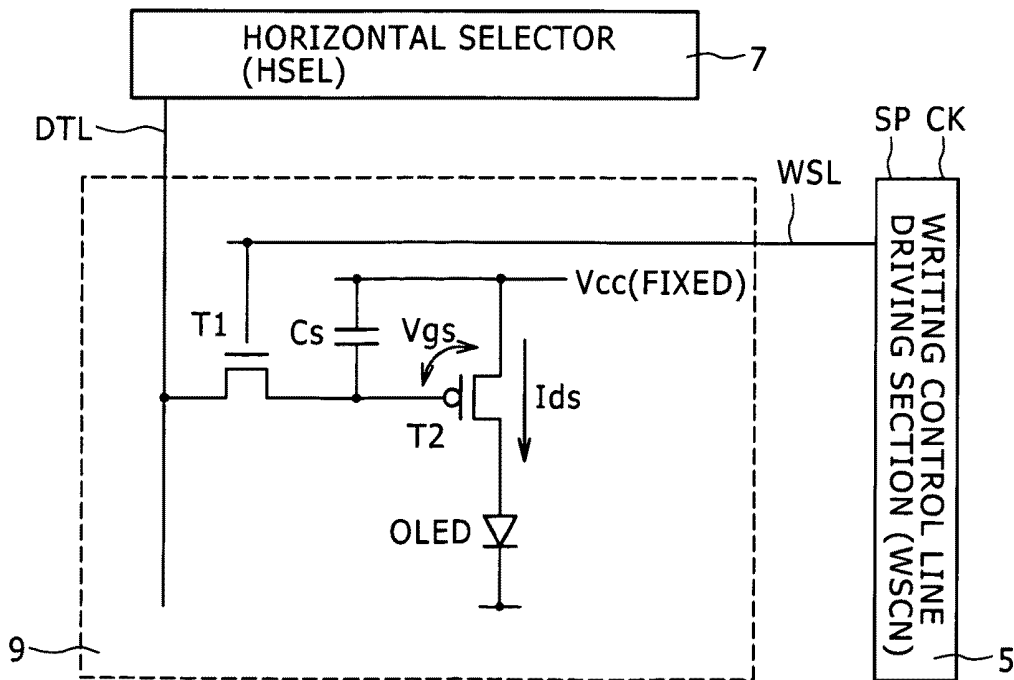 HORIZONTAL SELECTOR
(HSEL)
7
DTL
SP CK
WSL
Vcc(FIXED)
T1
Cs
Vgs
Ids
T2
OLED
WRITING CONTROL LINE
DRIVING SECTION (WSCN)
9
5